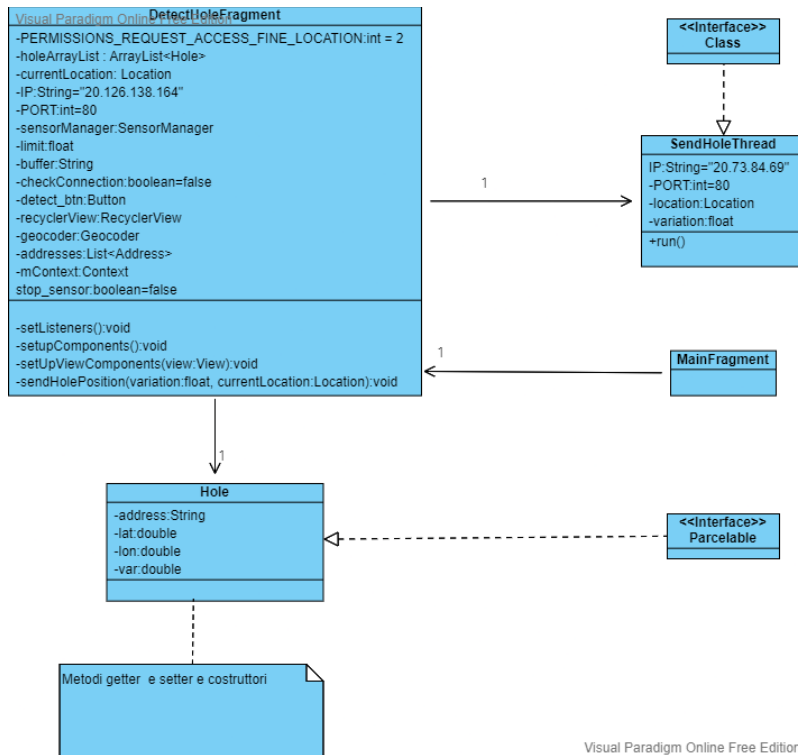 DetectHoleFragment
Visual Paradigm Online Free Edition
-PERMISSIONS_REQUEST_ACCESS_FINE_LOCATION:int = 2
-holeArrayList : ArrayList<Hole>
-currentLocation: Location
-IP:String="20.126.138.164"
-PORT:int=80
-sensorManager:SensorManager
-limit:float
-buffer:String
-checkConnection:boolean=false
-detect_btn:Button
-recyclerView:RecyclerView
-geocoder:Geocoder
-addresses:List<Address>
-mContext:Context
stop_sensor:boolean=false
-setListeners():void
-setupComponents():void
-setUpViewComponents(view:View):void
-sendHolePosition(variation:float, currentLocation:Location):void
<<Interface>>
Class
SendHoleThread
IP:String="20.73.84.69"
-PORT:int=80
-location:Location
-variation:float
+run()
1
1
MainFragment
1
Hole
-address:String
-lat:double
-lon:double
-var:double
<<Interface>>
Parcelable
Metodi getter e setter e costruttori
Visual Paradigm Online Free Edition